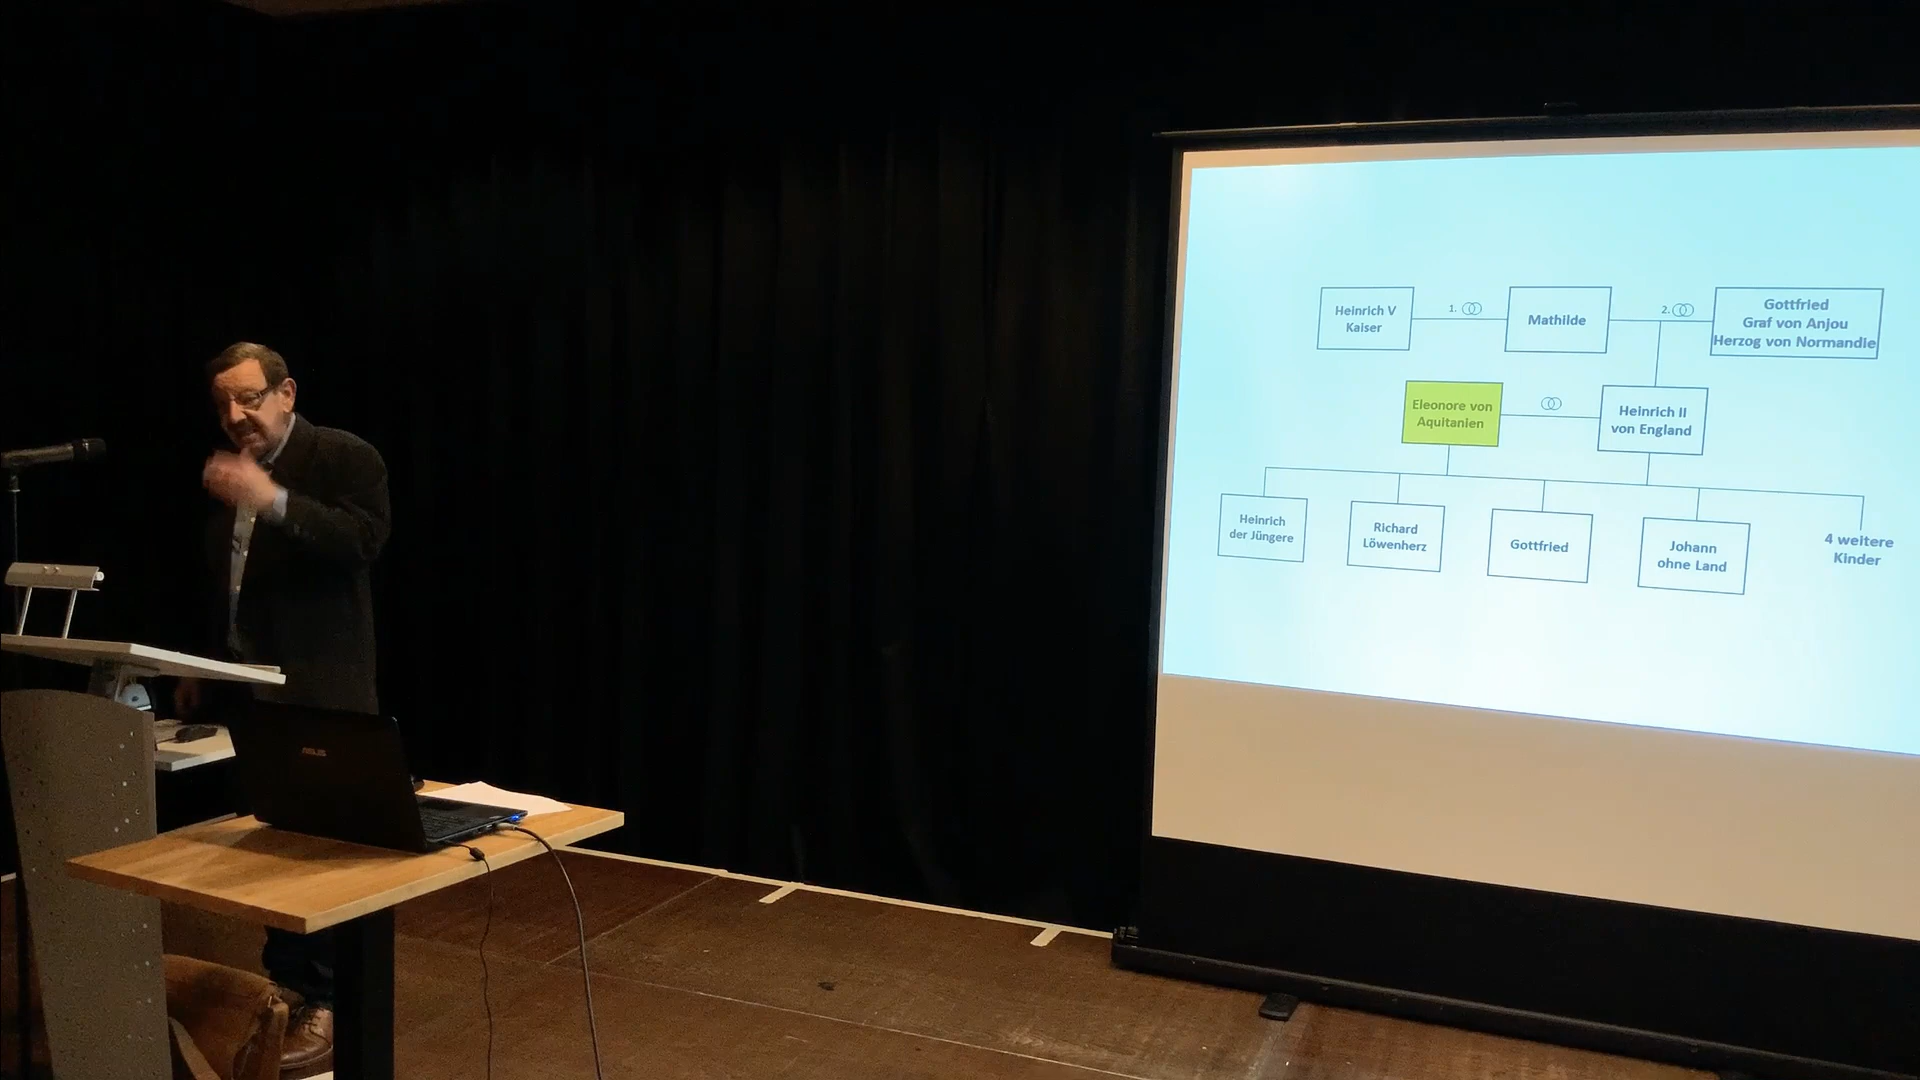 Heinrich V
Kaiser
1.
Mathilde
2.
Gottfried
Graf von Anjou
Herzog von Normandie
Eleonore von
Aquitanien
Heinrich II
von England
Heinrich
der Jüngere
Richard
Löwenherz
Gottfried
Johann
ohne Land
4 weitere
Kinder
ASUS